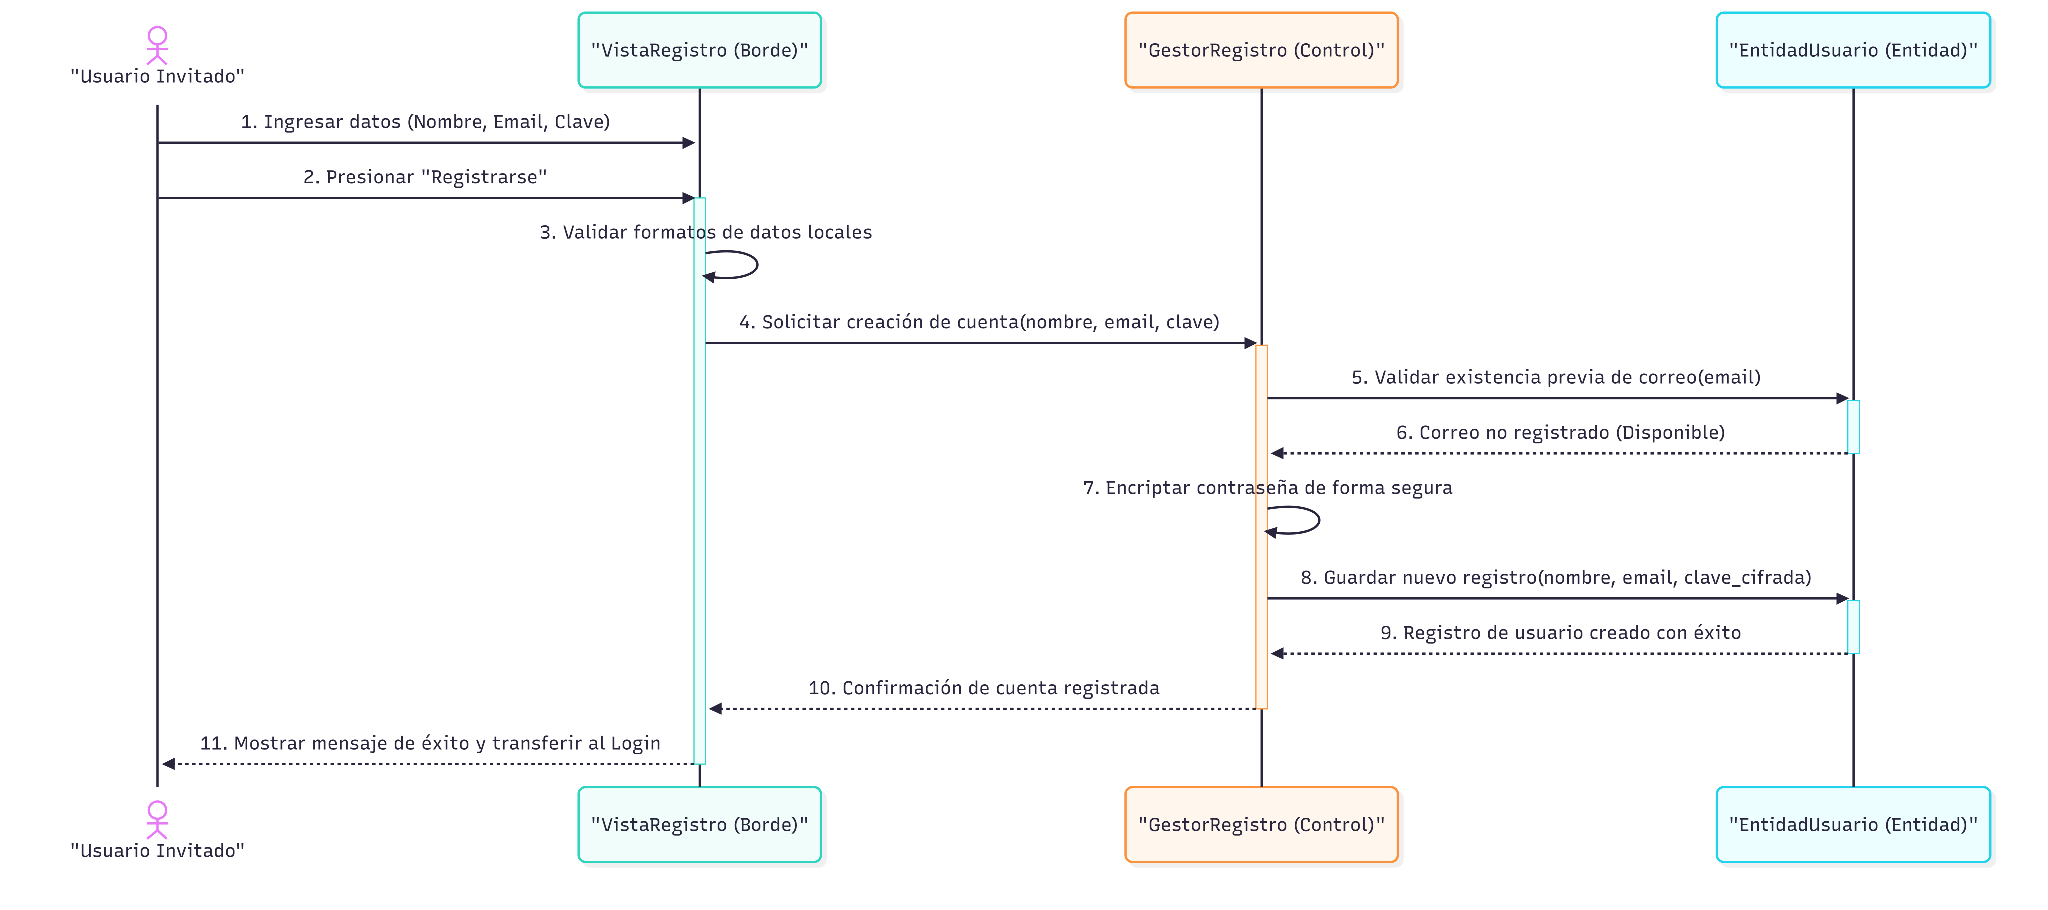 "Usuario Invitado"
"VistaRegistro (Borde)"
"GestorRegistro (Control)"
"EntidadUsuario (Entidad)"
1. Ingresar datos (Nombre, Email, Clave)
2. Presionar "Registrarse"
3. Validar formatos de datos locales
4. Solicitar creación de cuenta(nombre, email, clave)
5. Validar existencia previa de correo(email)
6. Correo no registrado (Disponible)
7. Encriptar contraseña de forma segura
8. Guardar nuevo registro(nombre, email, clave_cifrada)
9. Registro de usuario creado con éxito
10. Confirmación de cuenta registrada
11. Mostrar mensaje de éxito y transferir al Login
"Usuario Invitado"
"VistaRegistro (Borde)"
"GestorRegistro (Control)"
"EntidadUsuario (Entidad)"